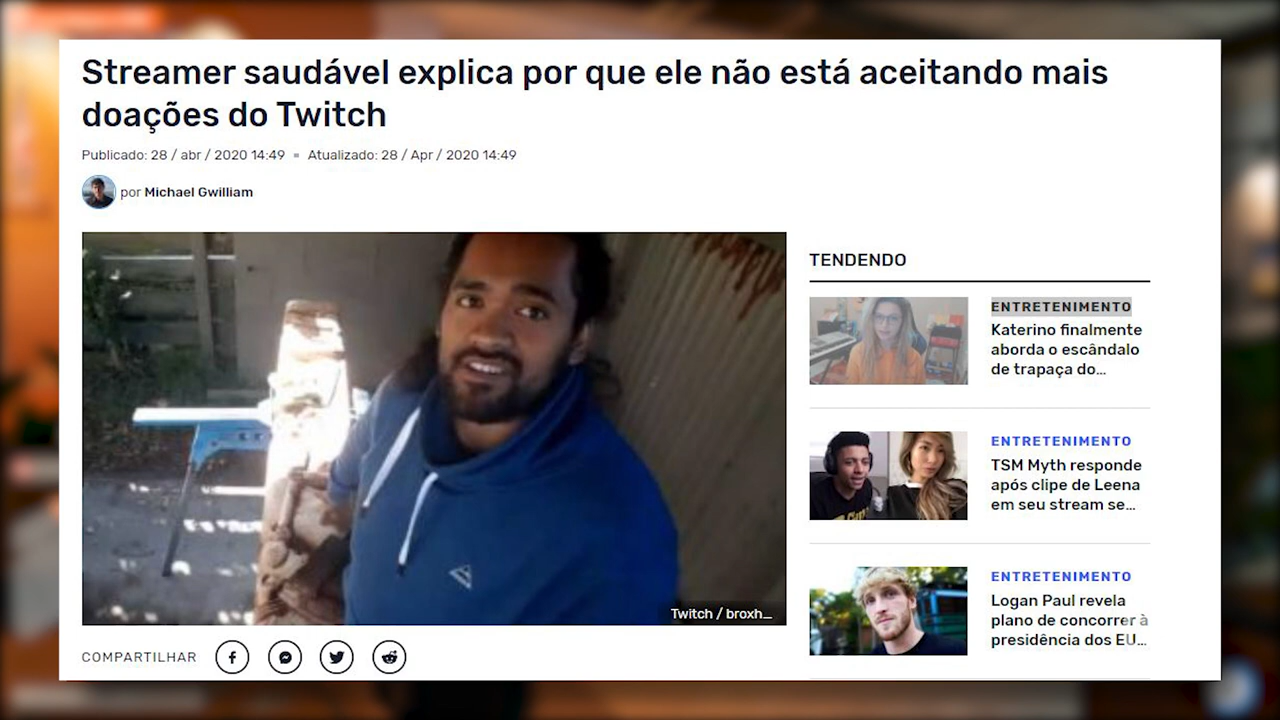 Streamer saudável explica por que ele não está aceitando mais
doações do Twitch
Publicado: 28 / abr / 2020 14:49 Atualizado: 28 / Apr / 2020 14:49
por Michael Gwilliam
Twitch / broxh_
COMPARTILHAR
TENDENDO
ENTRETENIMENTO
Katerino finalmente
aborda o escândalo
de trapaça do...
ENTRETENIMENTO
TSM Myth responde
após clipe de Leena
em seu stream se...
ENTRETENIMENTO
Logan Paul revela
plano de concorrer à
presidência dos EU...